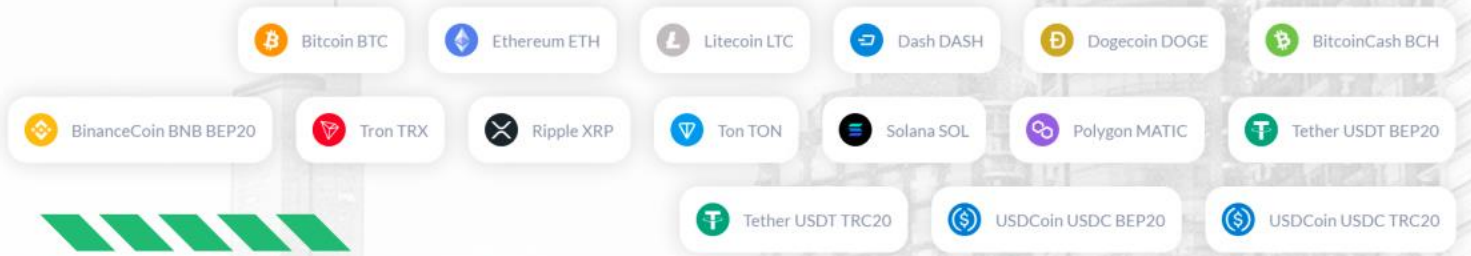 Bitcoin BTC Ethereum ETH Litecoin LTC Dash DASH Dogecoin DOGE BitcoinCash BCH
BinanceCoin BNB BEP20 Tron TRX Ripple XRP Ton TON Solana SOL Polygon MATIC Tether USDT BEP20
Tether USDT TRC20 USDCoin USDC BEP20 USDCoin USDC TRC20